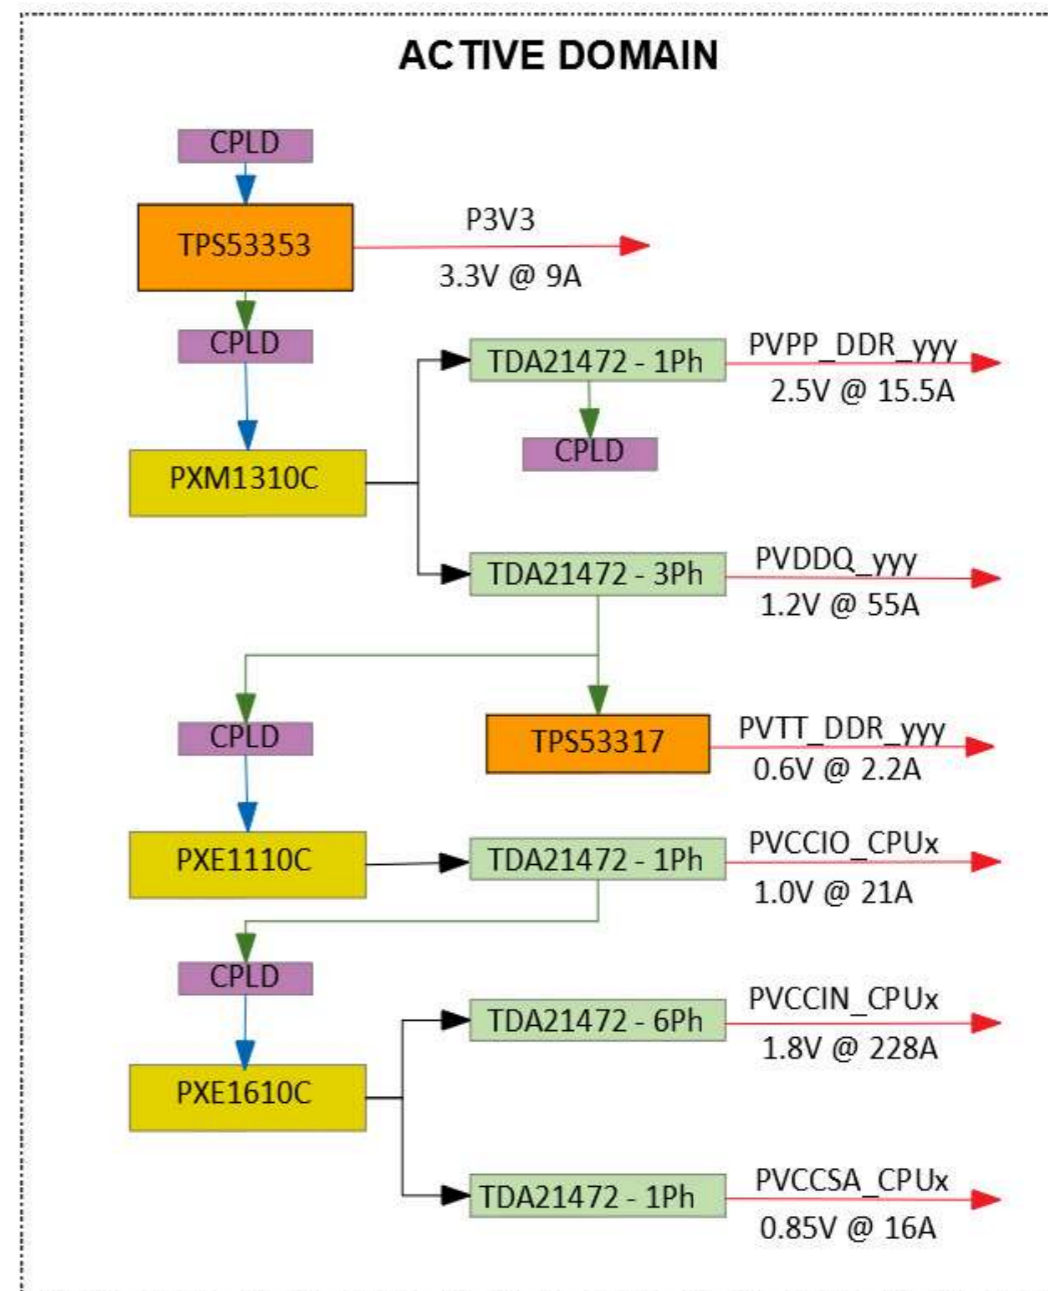 ACTIVE DOMAIN
CPLD
TPS53353
P3V3
3.3V @ 9A
CPLD
TDA21472 - 1Ph
PVPP_DDR_yyy
2.5V @ 15.5A
CPLD
PXM1310C
TDA21472 - 3Ph
PVDDQ_yyy
1.2V @ 55A
CPLD
TPS53317
PVTT_DDR_yyy
0.6V @ 2.2A
PXE1110C
TDA21472 - 1Ph
PVCCIO_CPUx
1.0V @ 21A
CPLD
TDA21472 - 6Ph
PVCCIN_CPUx
1.8V @ 228A
PXE1610C
TDA21472 - 1Ph
PVCCSA_CPUx
0.85V @ 16A